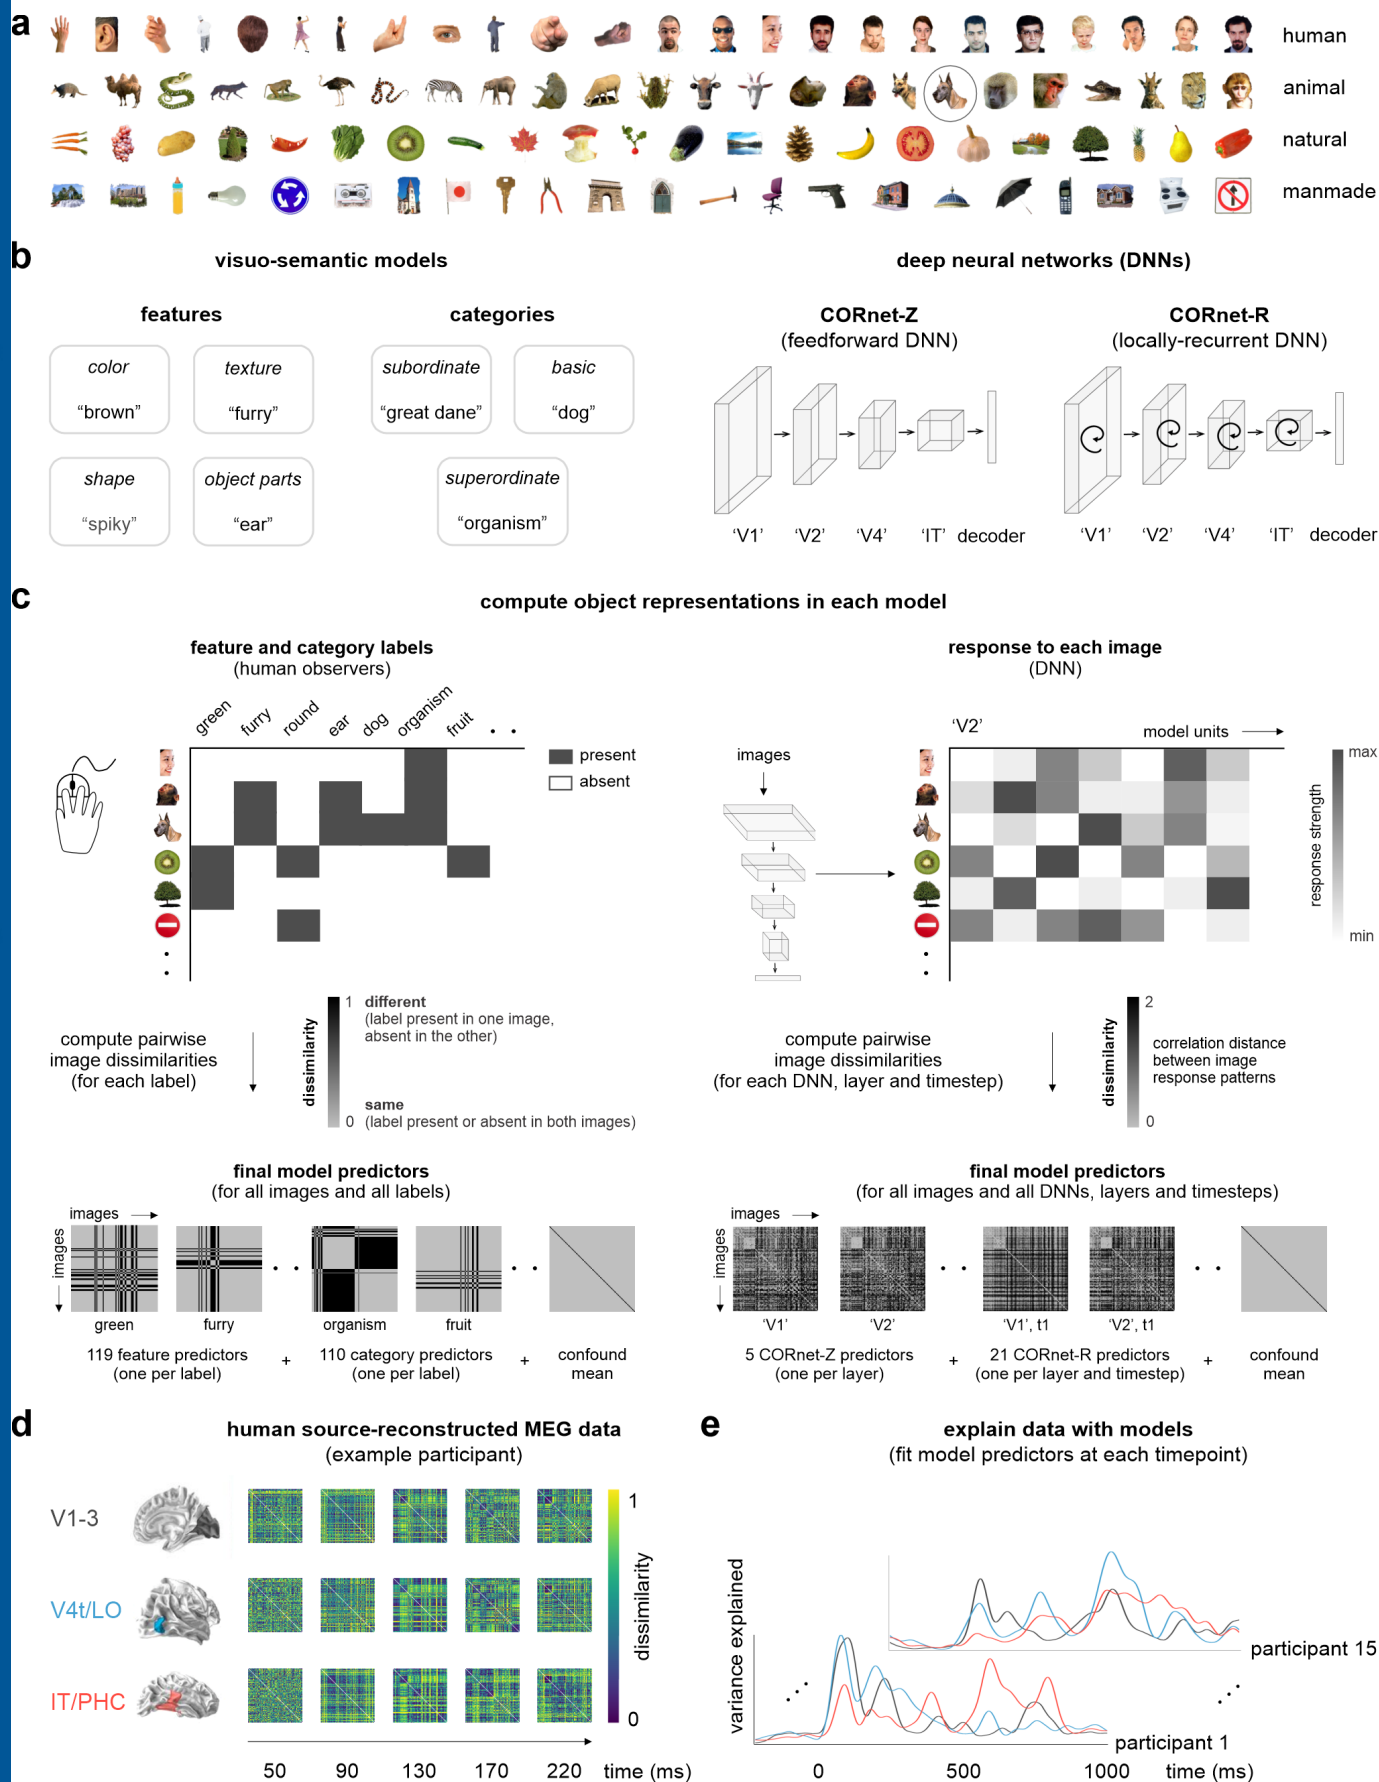 a
human
animal
natural
manmade
b
visuo-semantic models
deep neural networks (DNNs)
features
categories
color
“brown”
texture
“furry”
subordinate
“great dane”
basic
“dog”
shape
“spiky”
object parts
“ear”
superordinate
“organism”
CORnet-Z
(feedforward DNN)
‘V1’ ‘V2’ ‘V4’ ‘IT’ decoder
CORnet-R
(locally-recurrent DNN)
‘V1’ ‘V2’ ‘V4’ ‘IT’ decoder
c
compute object representations in each model
feature and category labels
(human observers)
green furry round ear dog organism fruit . .
present
absent
response to each image
(DNN)
images
‘V2’
model units
max
response strength
min
compute pairwise
image dissimilarities
(for each label)
dissimilarity
1 different
(label present in one image,
absent in the other)
same
0 (label present or absent in both images)
compute pairwise
image dissimilarities
(for each DNN, layer and timestep)
dissimilarity
2
correlation distance
between image
response patterns
0
final model predictors
(for all images and all labels)
images
images
green furry organism fruit
119 feature predictors
(one per label)
+
110 category predictors
(one per label)
+
confound
mean
final model predictors
(for all images and all DNNs, layers and timesteps)
images
images
‘V1’ ‘V2’ ‘V1’, t1 ‘V2’, t1
5 CORnet-Z predictors
(one per layer)
+
21 CORnet-R predictors
(one per layer and timestep)
+
confound
mean
d
human source-reconstructed MEG data
(example participant)
V1-3
V4t/LO
IT/PHC
1
dissimilarity
0
50 90 130 170 220 time (ms)
e
explain data with models
(fit model predictors at each timepoint)
variance explained
participant 15
participant 1
0 500 1000 time (ms)